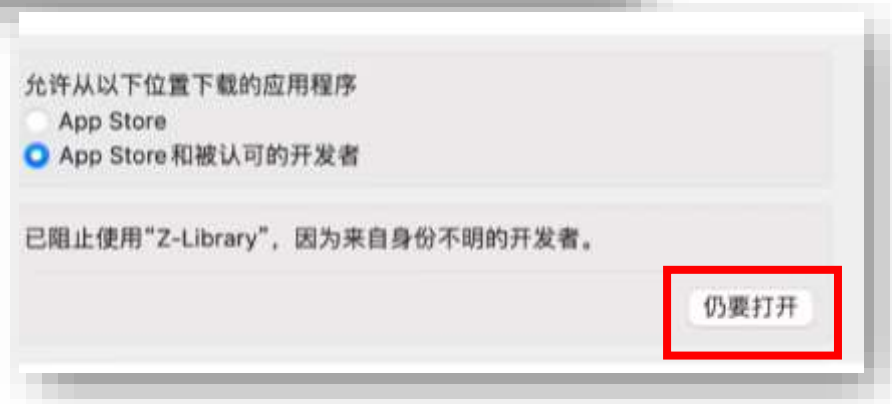 允许从以下位置下载的应用程序
App Store
App Store和被认可的开发者
已阻止使用“Z-Library”，因为来自身份不明的开发者。
仍要打开